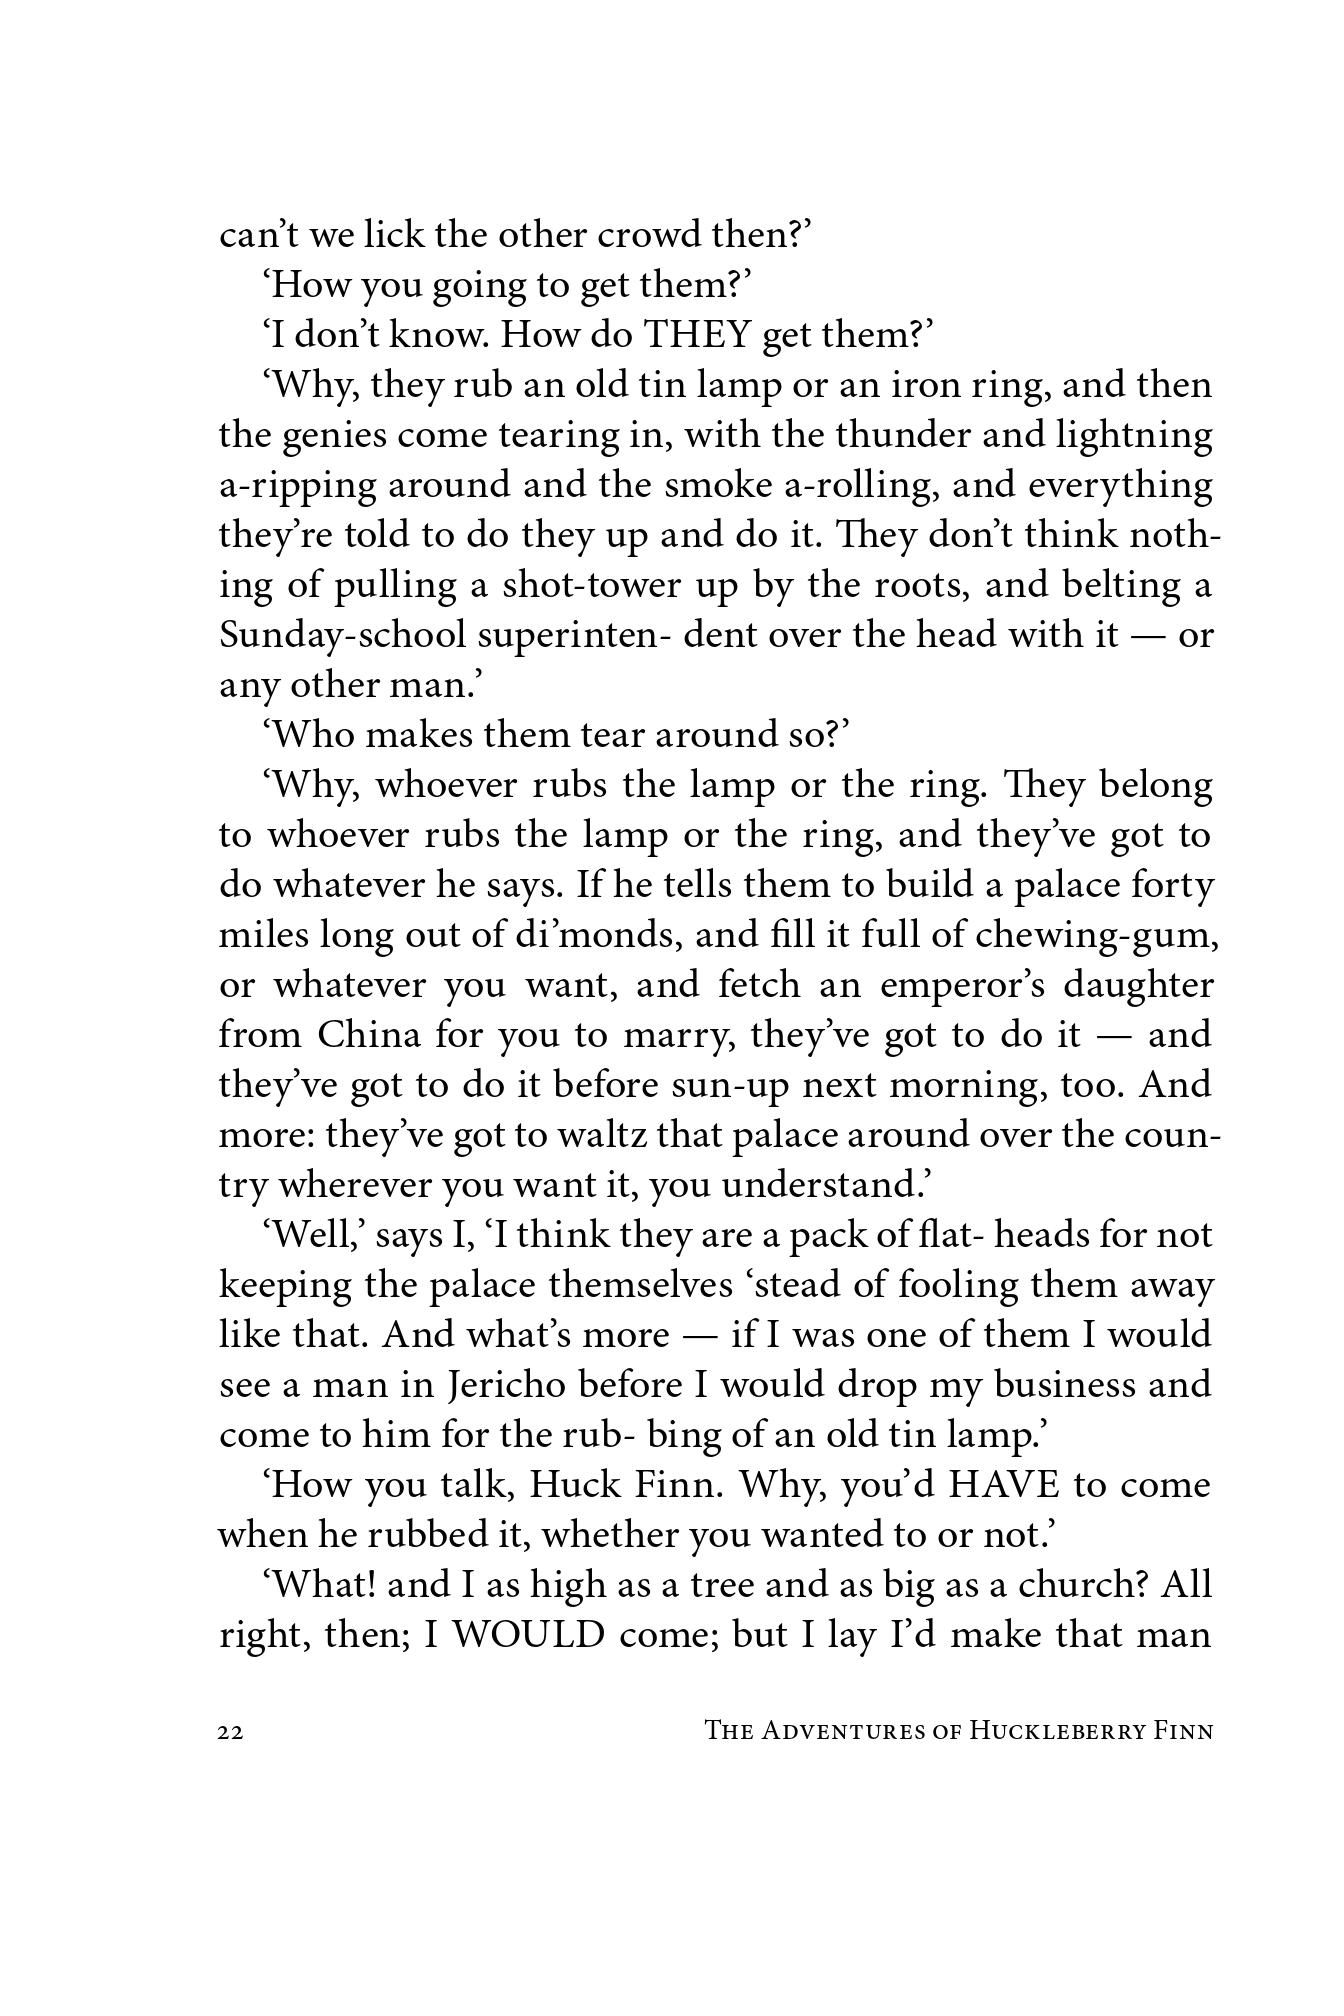 can’t we lick the other crowd then?’
‘How you going to get them?’
‘I don’t know. How do THEY get them?’
‘Why, they rub an old tin lamp or an iron ring, and then
the genies come tearing in, with the thunder and lightning
a-ripping around and the smoke a-rolling, and everything
they’re told to do they up and do it. They don’t think noth-
ing of pulling a shot-tower up by the roots, and belting a
Sunday-school superinten- dent over the head with it — or
any other man.’
‘Who makes them tear around so?’
‘Why, whoever rubs the lamp or the ring. They belong
to whoever rubs the lamp or the ring, and they’ve got to
do whatever he says. If he tells them to build a palace forty
miles long out of di’monds, and fill it full of chewing-gum,
or whatever you want, and fetch an emperor’s daughter
from China for you to marry, they’ve got to do it — and
they’ve got to do it before sun-up next morning, too. And
more: they’ve got to waltz that palace around over the coun-
try wherever you want it, you understand.’
‘Well,’ says I, ‘I think they are a pack of flat- heads for not
keeping the palace themselves ‘stead of fooling them away
like that. And what’s more — if I was one of them I would
see a man in Jericho before I would drop my business and
come to him for the rub- bing of an old tin lamp.’
‘How you talk, Huck Finn. Why, you’d HAVE to come
when he rubbed it, whether you wanted to or not.’
‘What! and I as high as a tree and as big as a church? All
right, then; I WOULD come; but I lay I’d make that man
22 The Adventures of Huckleberry Finn